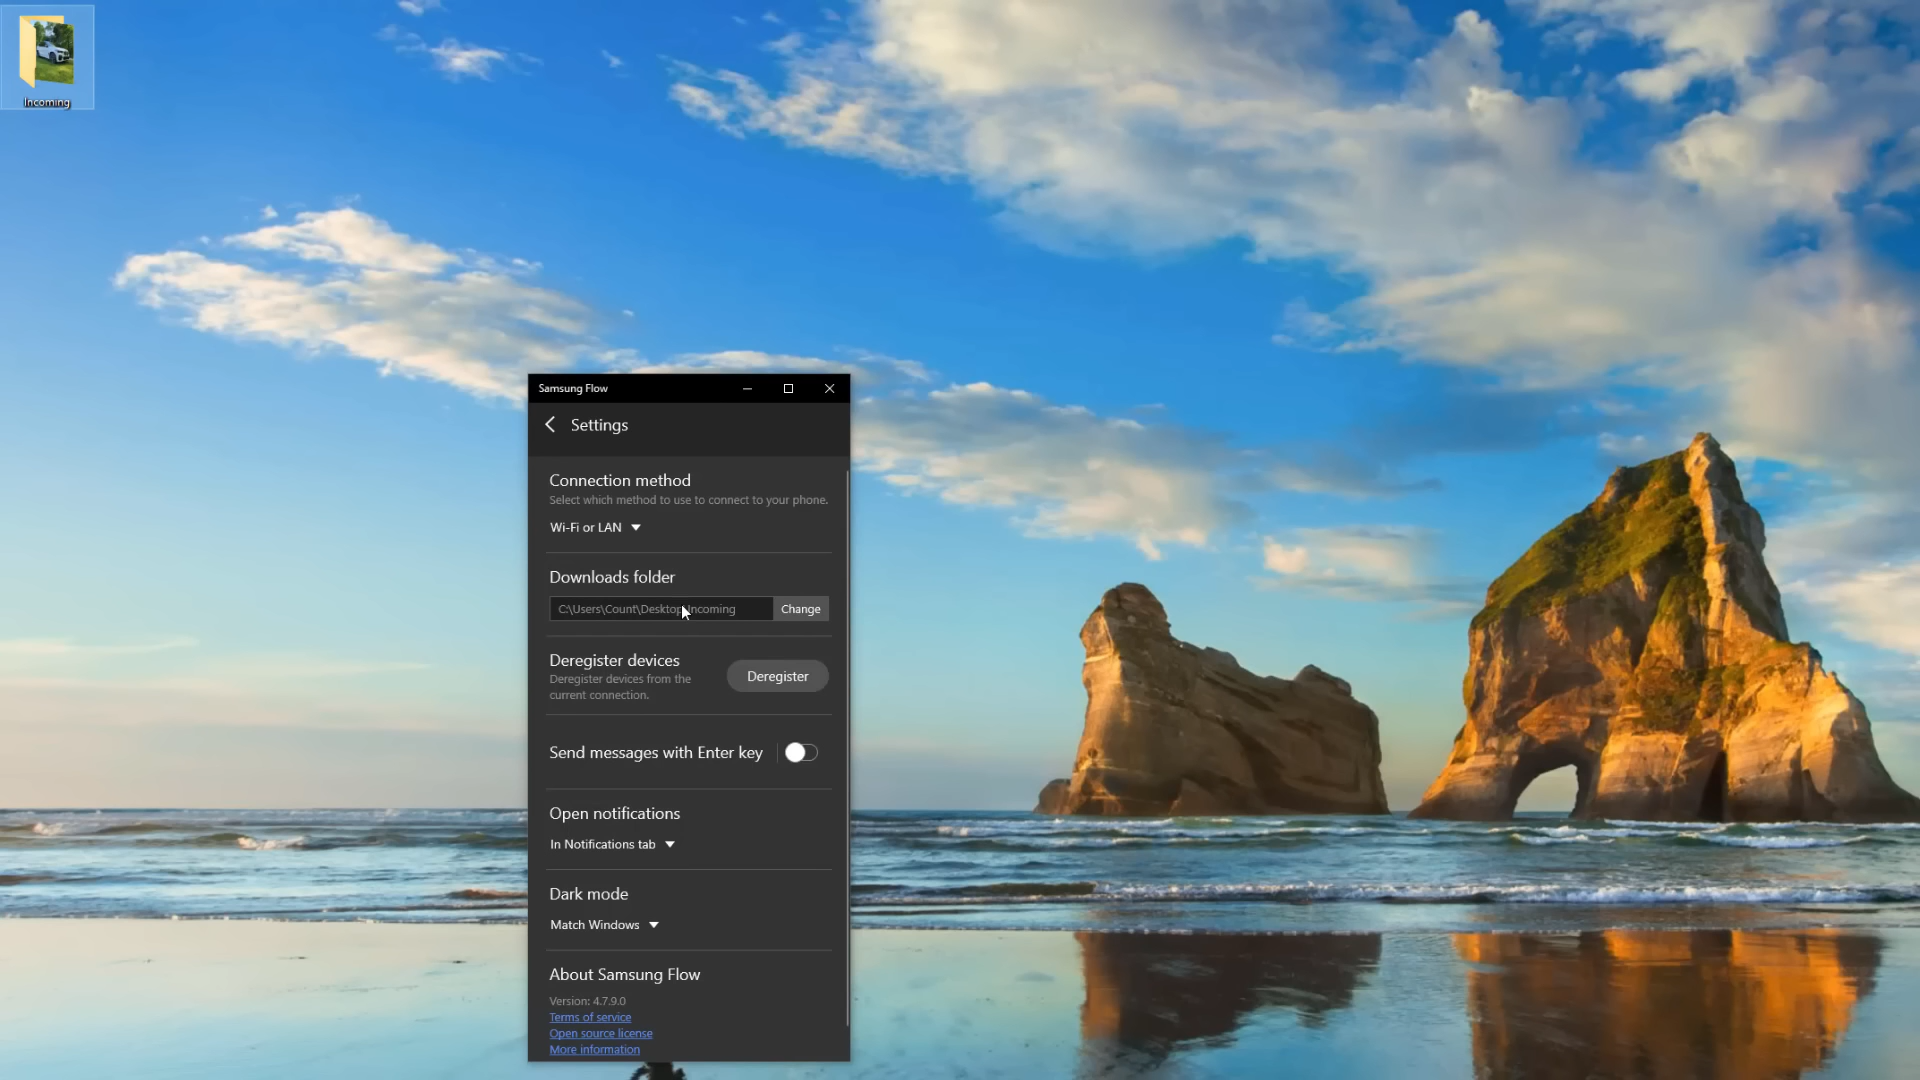 Incoming
Samsung Flow
Settings
Connection method
Select which method to use to connect to your phone.
Wi-Fi or LAN
Downloads folder
C:\Users\Count\Desktop\Incoming
Change
Deregister devices
Deregister devices from the
current connection.
Deregister
Send messages with Enter key
Open notifications
In Notifications tab
Dark mode
Match Windows
About Samsung Flow
Version: 4.7.9.0
Terms of service
Open source license
More information